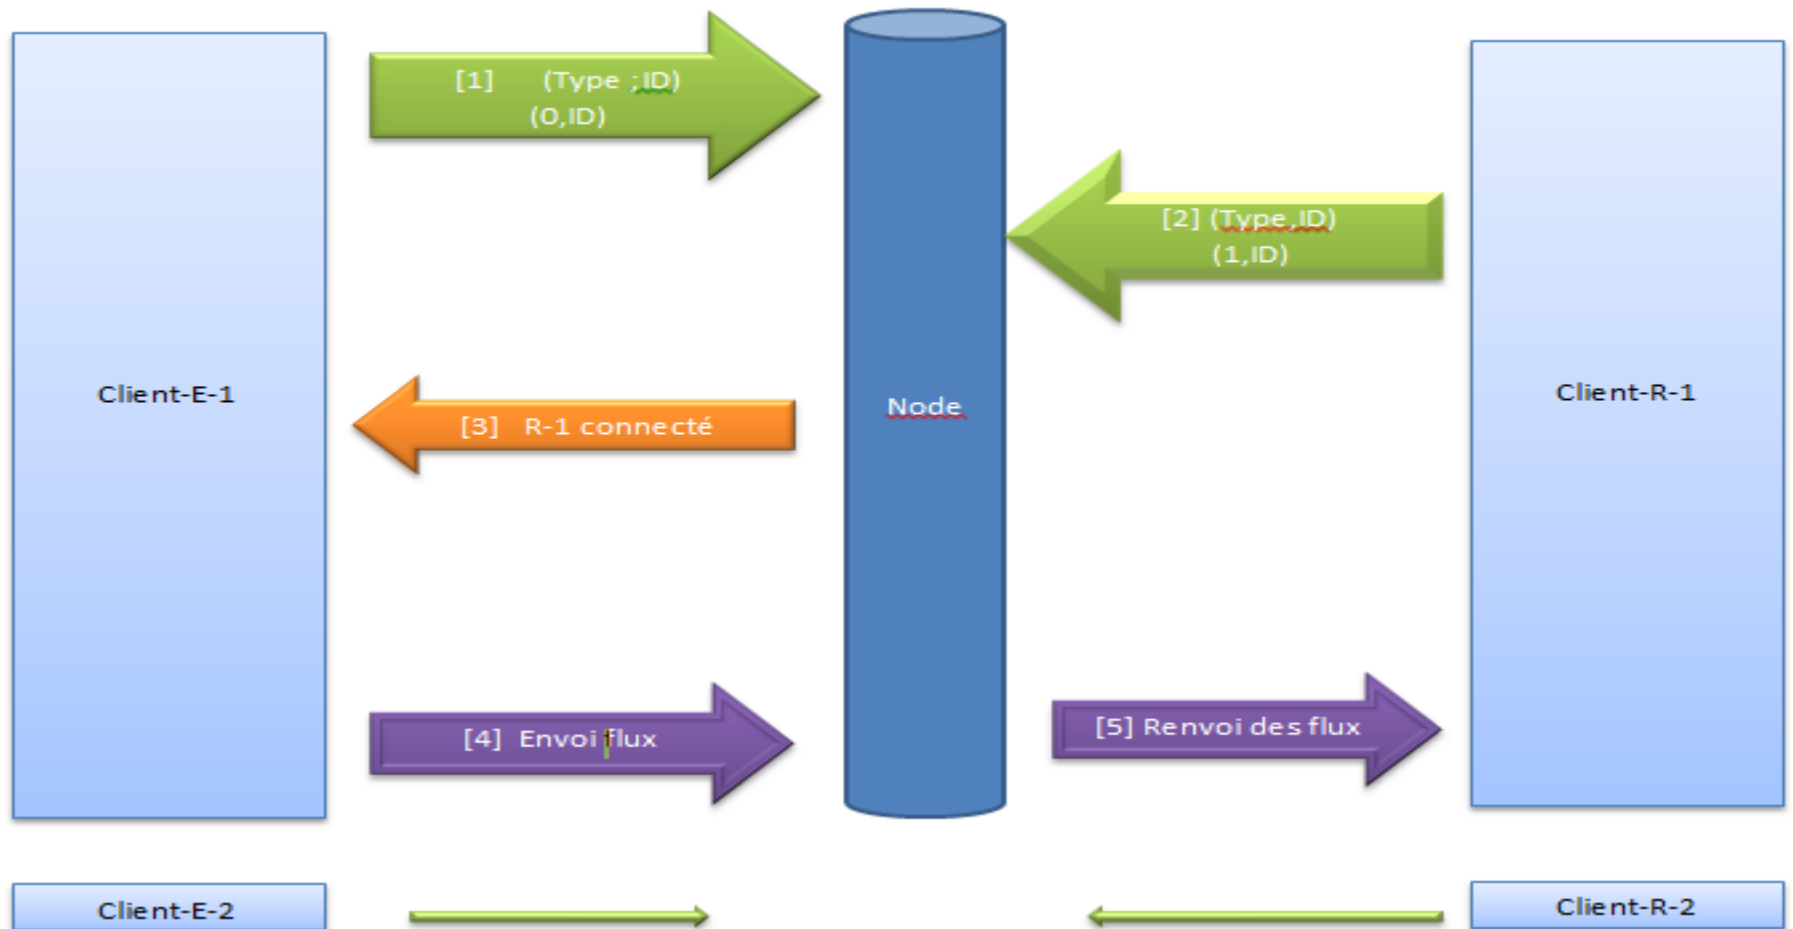 [1] (Type ;ID)
(0,ID)
[2] (Type,ID)
(1,ID)
Client-E-1
Node
Client-R-1
[3] R-1 connecté
[4] Envoi flux
[5] Renvoi des flux
Client-E-2
Client-R-2